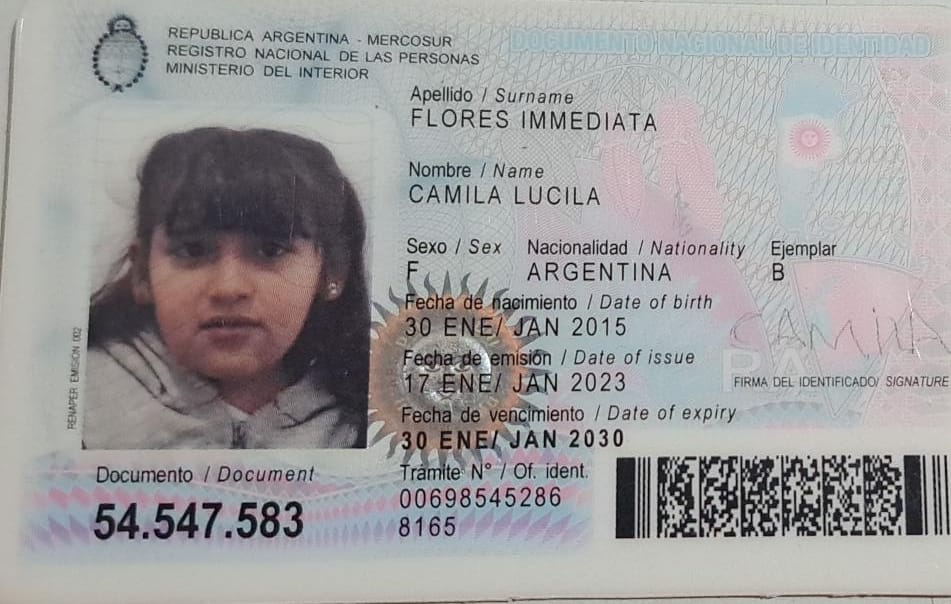 REPUBLICA ARGENTINA - MERCOSUR
REGISTRO NACIONAL DE LAS PERSONAS
MINISTERIO DEL INTERIOR
DOCUMENTO NACIONAL DE IDENTIDAD
Apellido / Surname
FLORES IMMEDIATA
Nombre / Name
CAMILA LUCILA
Sexo / Sex Nacionalidad / Nationality Ejemplar
F ARGENTINA B
Fecha de nacimiento / Date of birth
30 ENE/ JAN 2015
Fecha de emisión / Date of issue
17 ENE/ JAN 2023
CAMILA
FIRMA DEL IDENTIFICADO/ SIGNATURE
Fecha de vencimiento / Date of expiry
30 ENE/ JAN 2030
RENAPER EMISION 002
Documento / Document
54.547.583
Trámite N° / Of. ident.
00698545286
8165